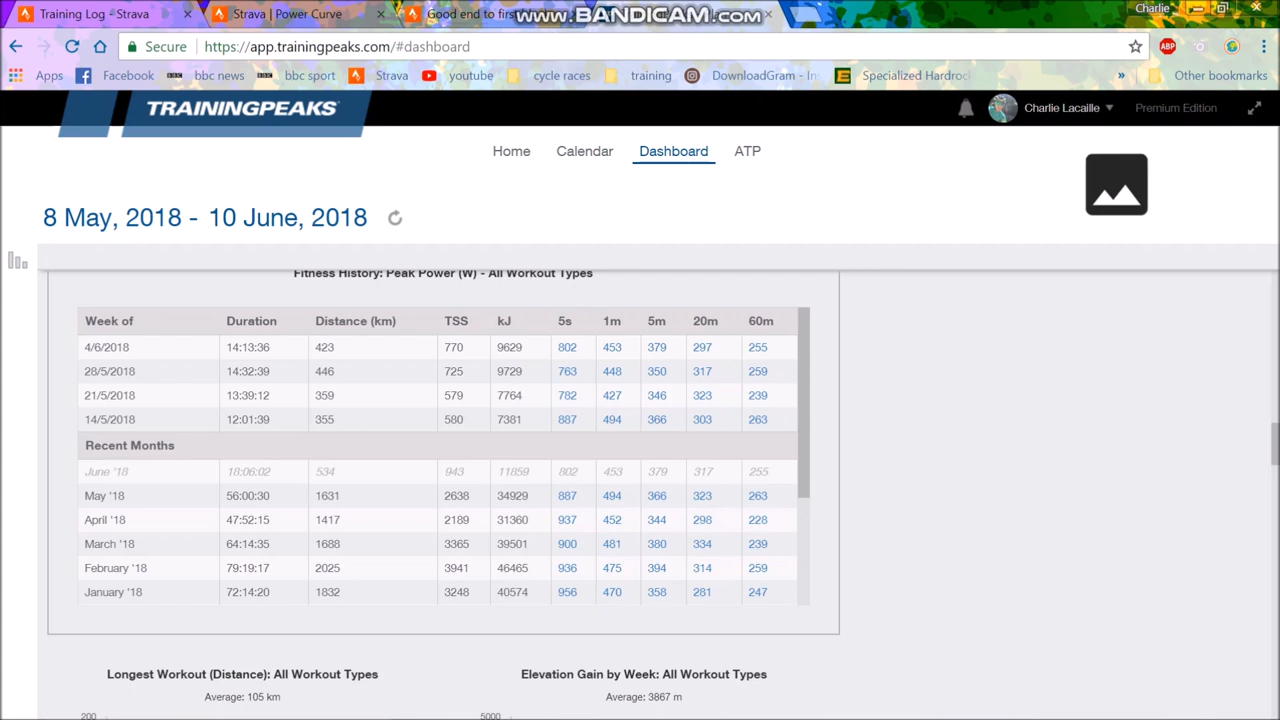 Training Log - Strava
Strava | Power Curve
Good end to firs
www.BANDICAM.com
Charlie
Secure https://app.trainingpeaks.com/#dashboard
ABP
Apps Facebook bbc news bbc sport Strava youtube cycle races training DownloadGram - In Specialized Hardrock » Other bookmarks
TRAININGPEAKS
Charlie Lacaille Premium Edition
Home Calendar Dashboard ATP
8 May, 2018 - 10 June, 2018
Fitness History: Peak Power (W) - All Workout Types
Week of Duration Distance (km) TSS kJ 5s 1m 5m 20m 60m
4/6/2018 14:13:36 423 770 9629 802 453 379 297 255
28/5/2018 14:32:39 446 725 9729 763 448 350 317 259
21/5/2018 13:39:12 359 579 7764 782 427 346 323 239
14/5/2018 12:01:39 355 580 7381 887 494 366 303 263
Recent Months
June '18 18:06:02 534 943 11859 802 453 379 317 255
May '18 56:00:30 1631 2638 34929 887 494 366 323 263
April '18 47:52:15 1417 2189 31360 937 452 344 298 228
March '18 64:14:35 1688 3365 39501 900 481 380 334 239
February '18 79:19:17 2025 3941 46465 936 475 394 314 259
January '18 72:14:20 1832 3248 40574 956 470 358 281 247
Longest Workout (Distance): All Workout Types
Average: 105 km
200
Elevation Gain by Week: All Workout Types
Average: 3867 m
5000